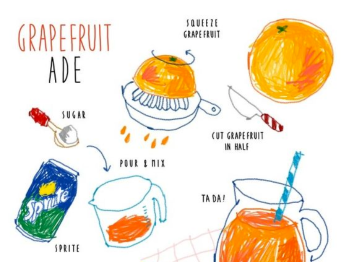 GRAPEFRUIT
ADE
SQUEEZE
GRAPEFRUIT
CUT GRAPEFRUIT
IN HALF
SUGAR
POUR & MIX
Sprite
SPRITE
TA DA!